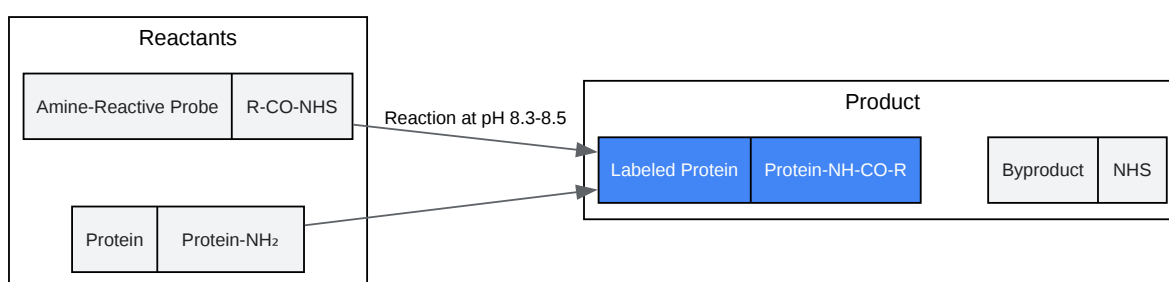 Reactants
Amine-Reactive Probe R-CO-NHS
Protein Protein-NH₂
Reaction at pH 8.3-8.5
Product
Labeled Protein Protein-NH-CO-R
Byproduct NHS